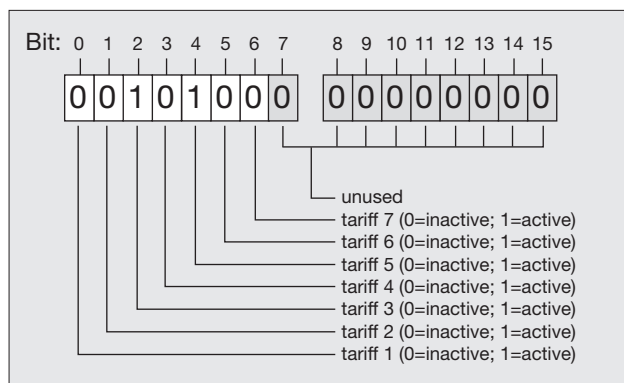 Bit: 0 1 2 3 4 5 6 7 8 9 10 11 12 13 14 15
0 0 1 0 1 0 0 0 0 0 0 0 0 0 0 0
unused
tariff 7 (0=inactive; 1=active)
tariff 6 (0=inactive; 1=active)
tariff 5 (0=inactive; 1=active)
tariff 4 (0=inactive; 1=active)
tariff 3 (0=inactive; 1=active)
tariff 2 (0=inactive; 1=active)
tariff 1 (0=inactive; 1=active)